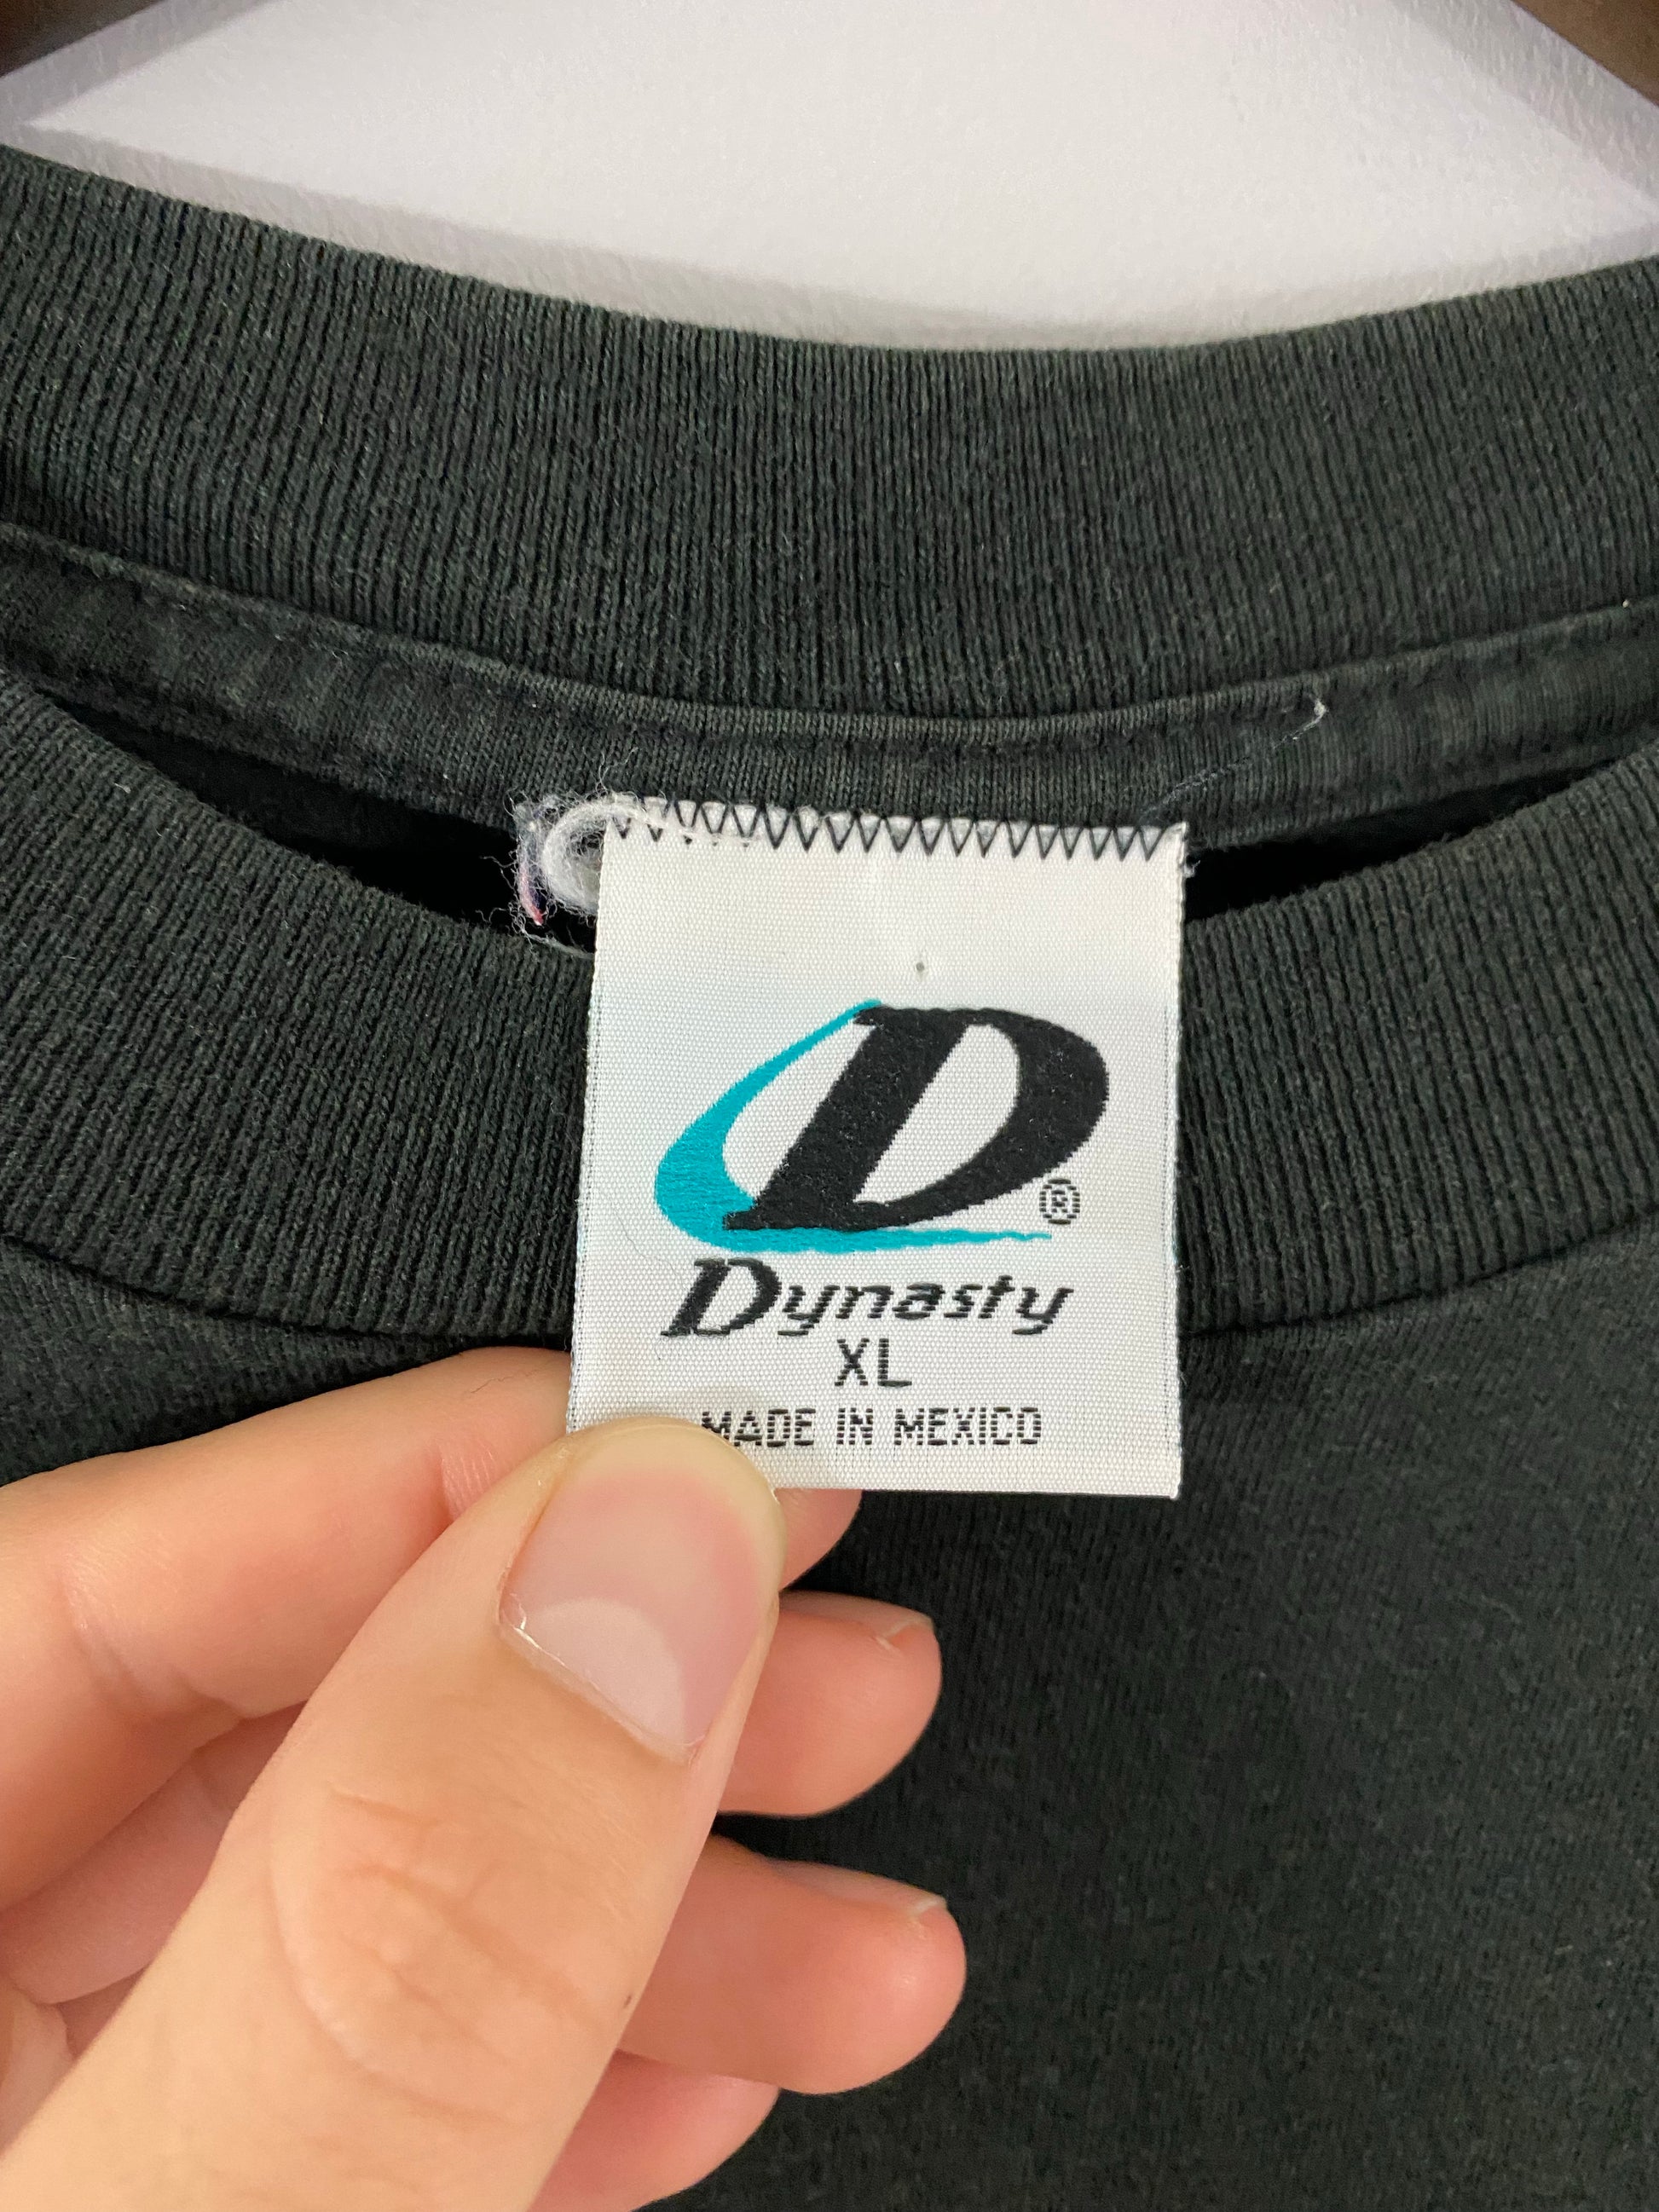 D®
Dynasty
XL
MADE IN MEXICO